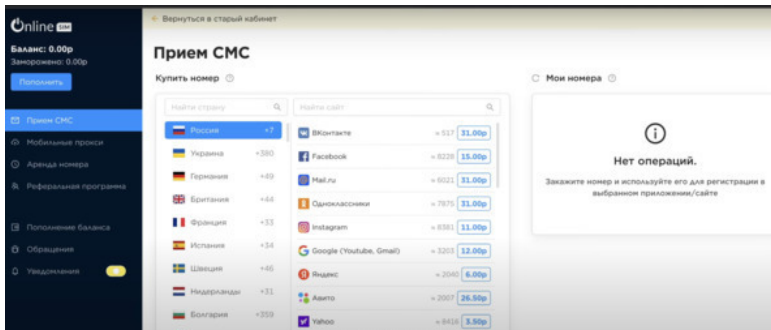 Online SIM
Баланс: 0.00р
Заморожено: 0.00р
Пополнить
Прием СМС
Мобильные прокси
Аренда номера
Реферальная программа
Пополнение баланса
Обращения
Уведомления
← Вернуться в старый кабинет
Прием СМС
Купить номер
Найти страну
Найти сайт
Россия +7
Украина +380
Германия +49
Британия +44
Франция +33
Испания +34
Швеция +46
Нидерланды +31
Болгария +359
ВКонтакте ≈ 517 31.00р
Facebook ≈ 8228 15.00р
Mail.ru ≈ 6021 31.00р
Одноклассники ≈ 7875 31.00р
Instagram ≈ 8381 11.00р
Google (Youtube, Gmail) ≈ 3203 12.00р
Яндекс ≈ 2040 6.00р
Авито ≈ 2007 26.50р
Yahoo ≈ 8416 3.50р
Мои номера
Нет операций.
Закажите номер и используйте его для регистрации в
выбранном приложении/сайте